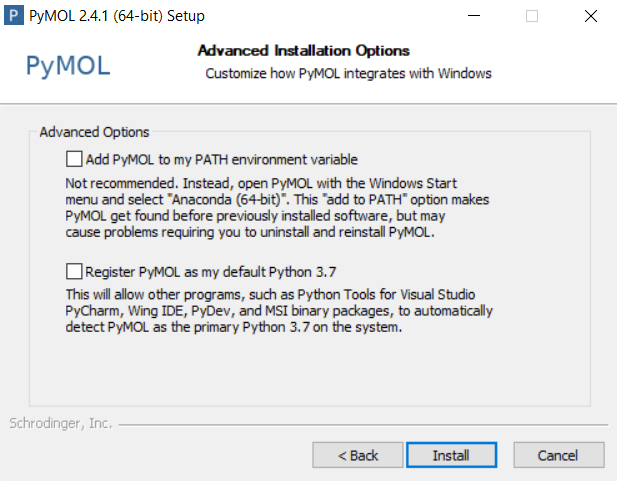 PyMOL 2.4.1 (64-bit) Setup
Advanced Installation Options
PyMOL
Customize how PyMOL integrates with Windows
Advanced Options
Add PyMOL to my PATH environment variable
Not recommended. Instead, open PyMOL with the Windows Start
menu and select "Anaconda (64-bit)". This "add to PATH" option makes
PyMOL get found before previously installed software, but may
cause problems requiring you to uninstall and reinstall PyMOL.
Register PyMOL as my default Python 3.7
This will allow other programs, such as Python Tools for Visual Studio
PyCharm, Wing IDE, PyDev, and MSI binary packages, to automatically
detect PyMOL as the primary Python 3.7 on the system.
Schrodinger, Inc.
< Back Install Cancel